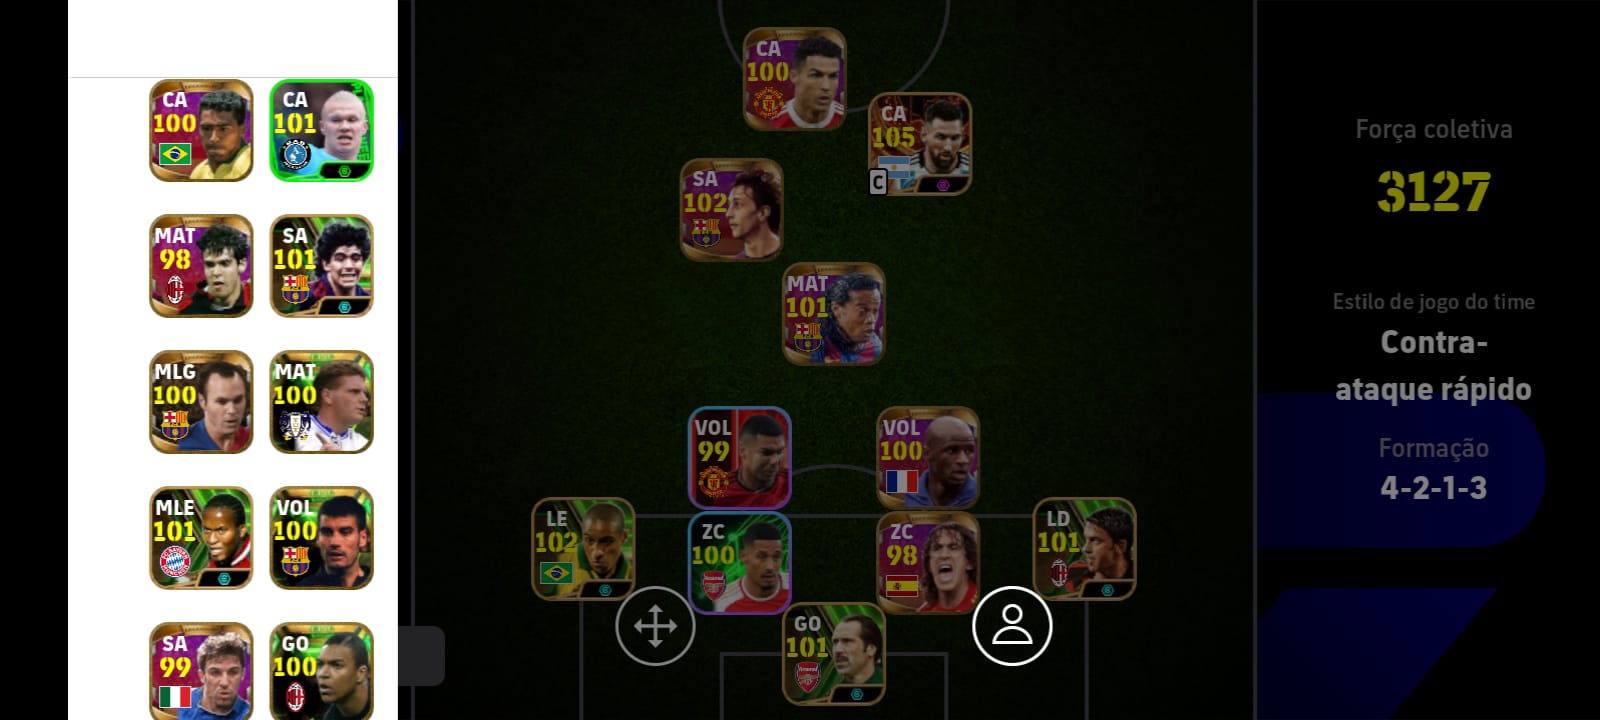 CA
100
CA
101
MAT
98
SA
101
MLG
100
MAT
100
MLE
101
VOL
100
SA
99
GO
100
CA
100
CA
105
C
SA
102
MAT
101
VOL
99
VOL
100
LE
102
ZC
100
ZC
98
LD
101
GO
101
Força coletiva
3127
Estilo de jogo do time
Contra-
ataque rápido
Formação
4-2-1-3